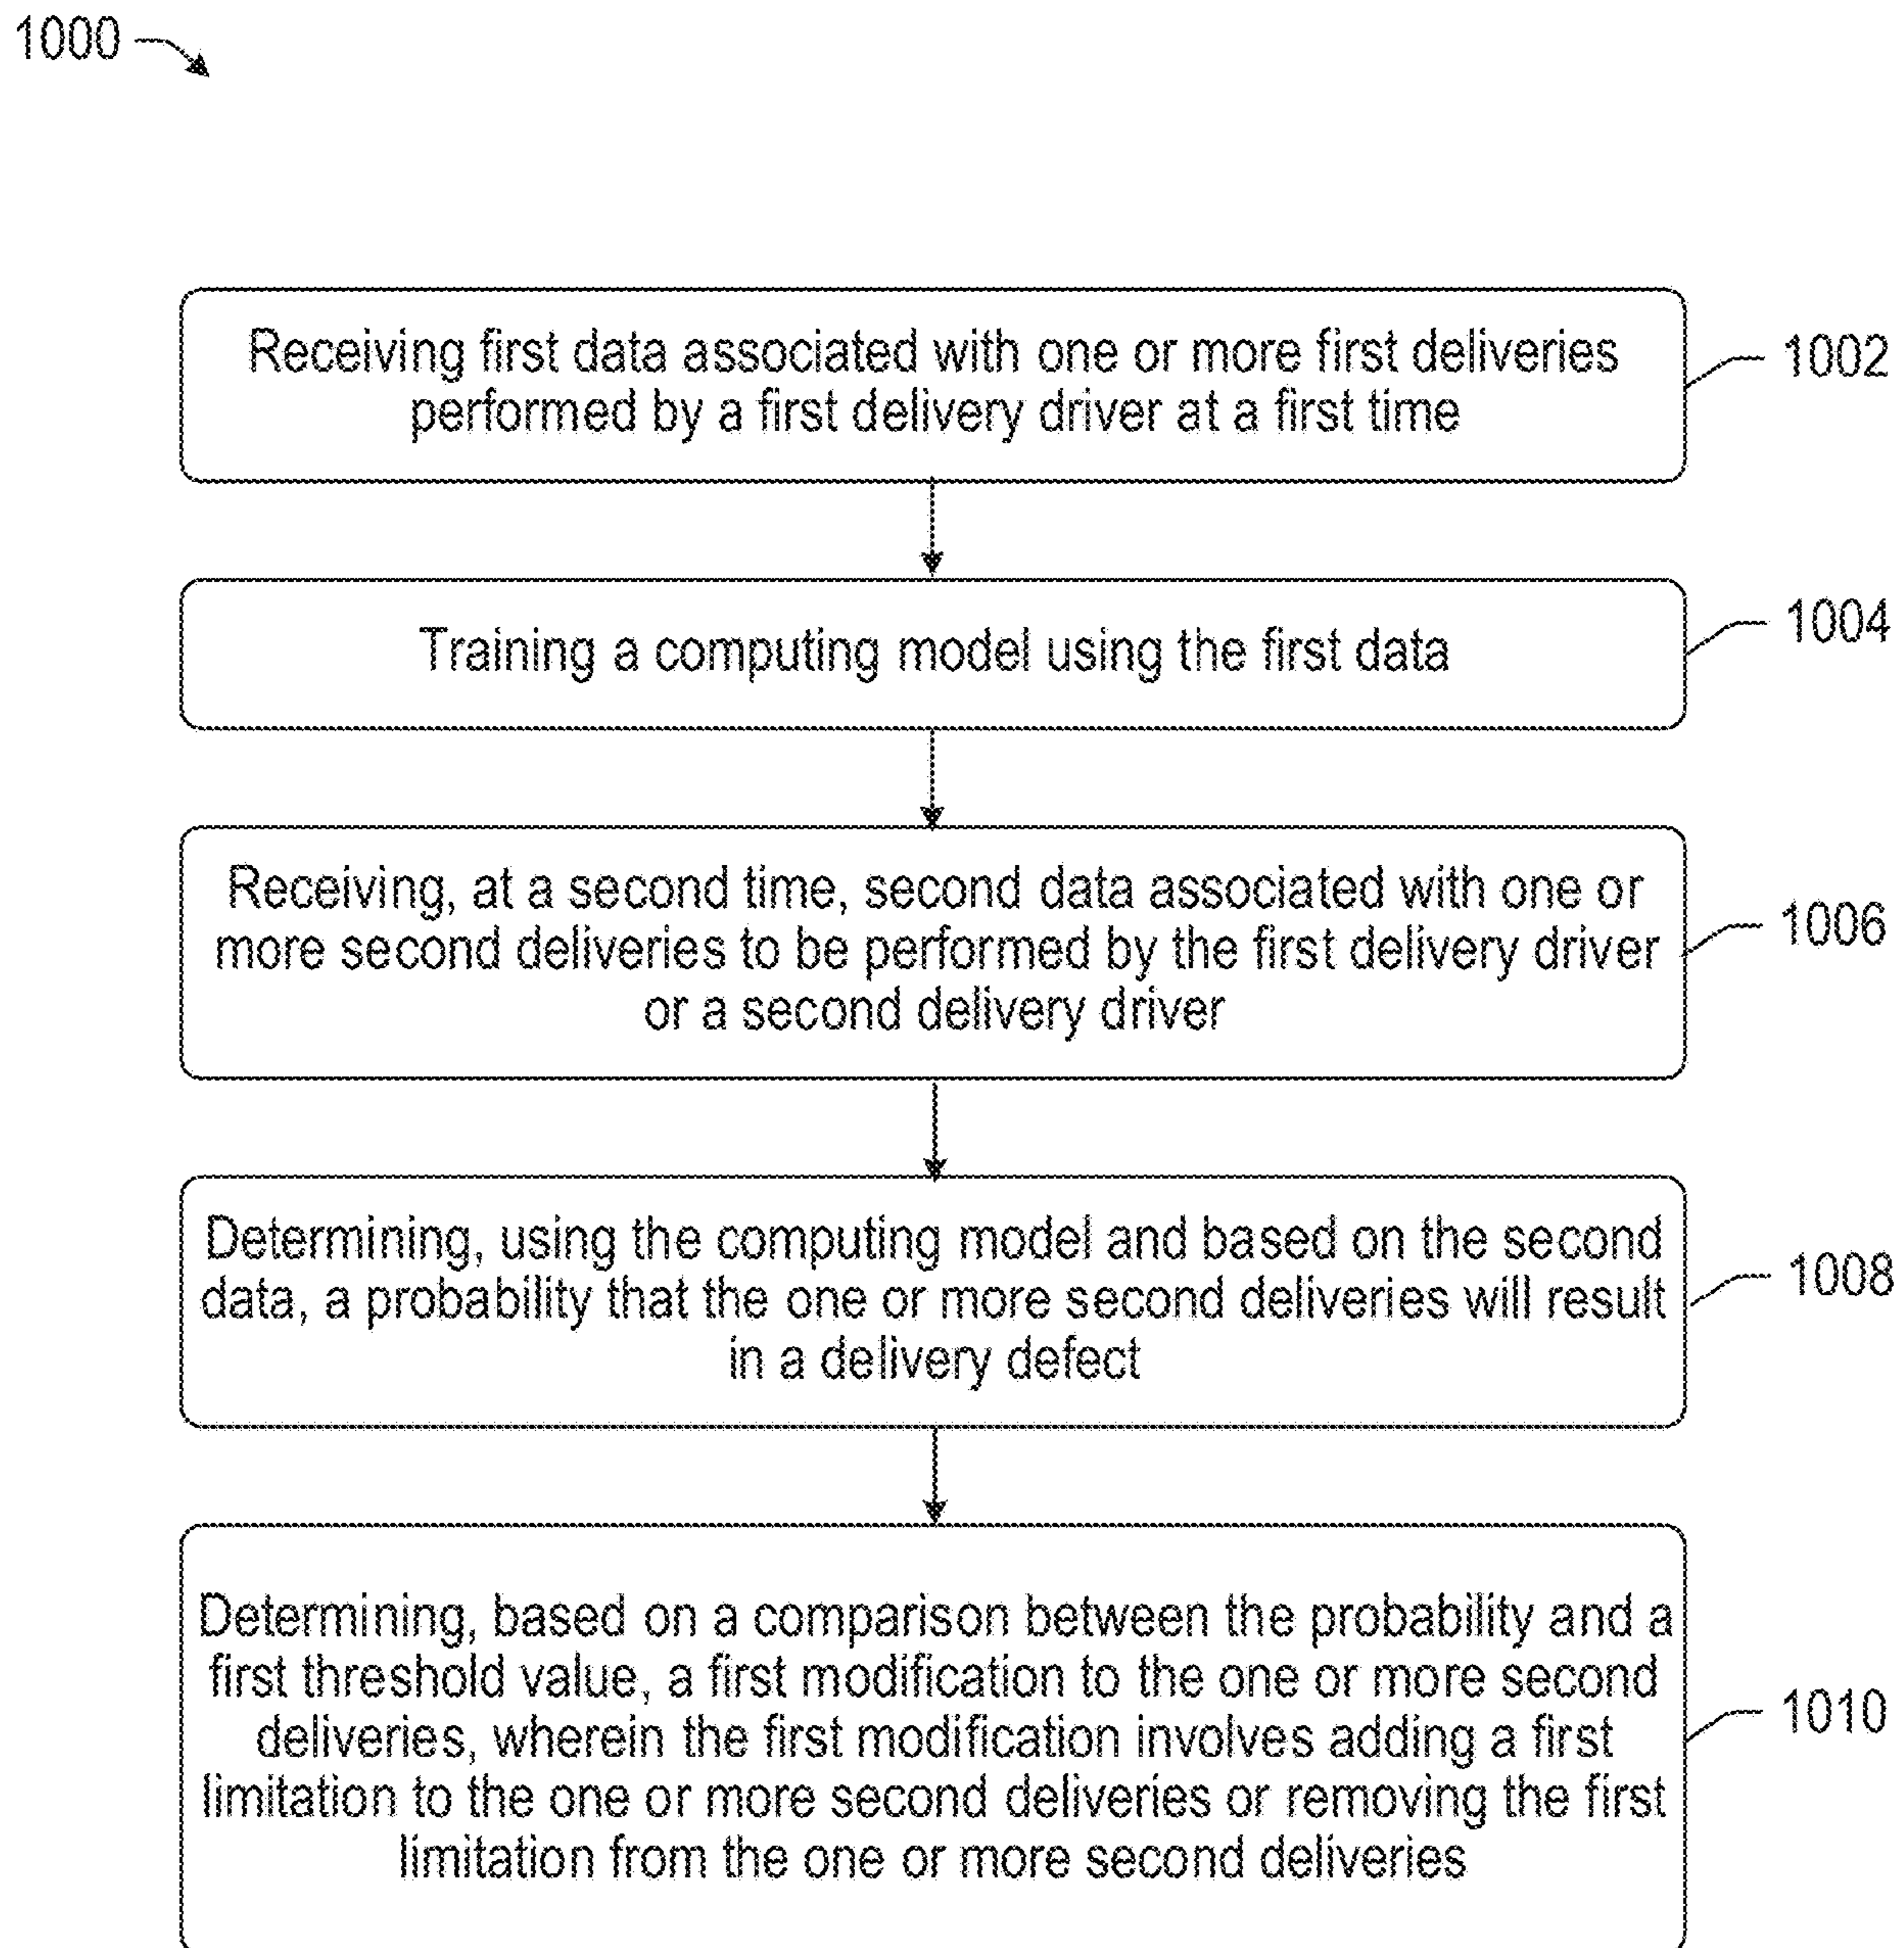 1000
Receiving first data associated with one or more first deliveries
performed by a first delivery driver at a first time
1002
Training a computing model using the first data
1004
Receiving, at a second time, second data associated with one or
more second deliveries to be performed by the first delivery driver
or a second delivery driver
1006
Determining, using the computing model and based on the second
data, a probability that the one or more second deliveries will result
in a delivery defect
1008
Determining, based on a comparison between the probability and a
first threshold value, a first modification to the one or more second
deliveries, wherein the first modification involves adding a first
limitation to the one or more second deliveries or removing the first
limitation from the one or more second deliveries
1010